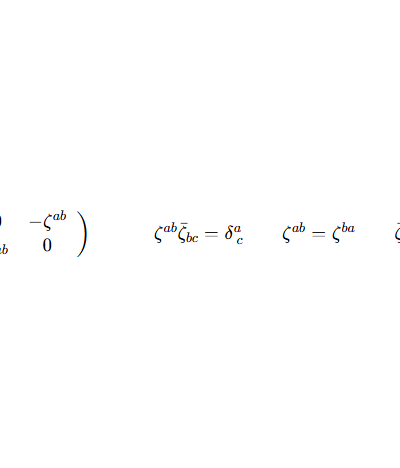 −ζ^{ab}
0 ) ζ^{ab} ζ̄_{bc} = δ^a_c ζ^{ab} = ζ^{ba}